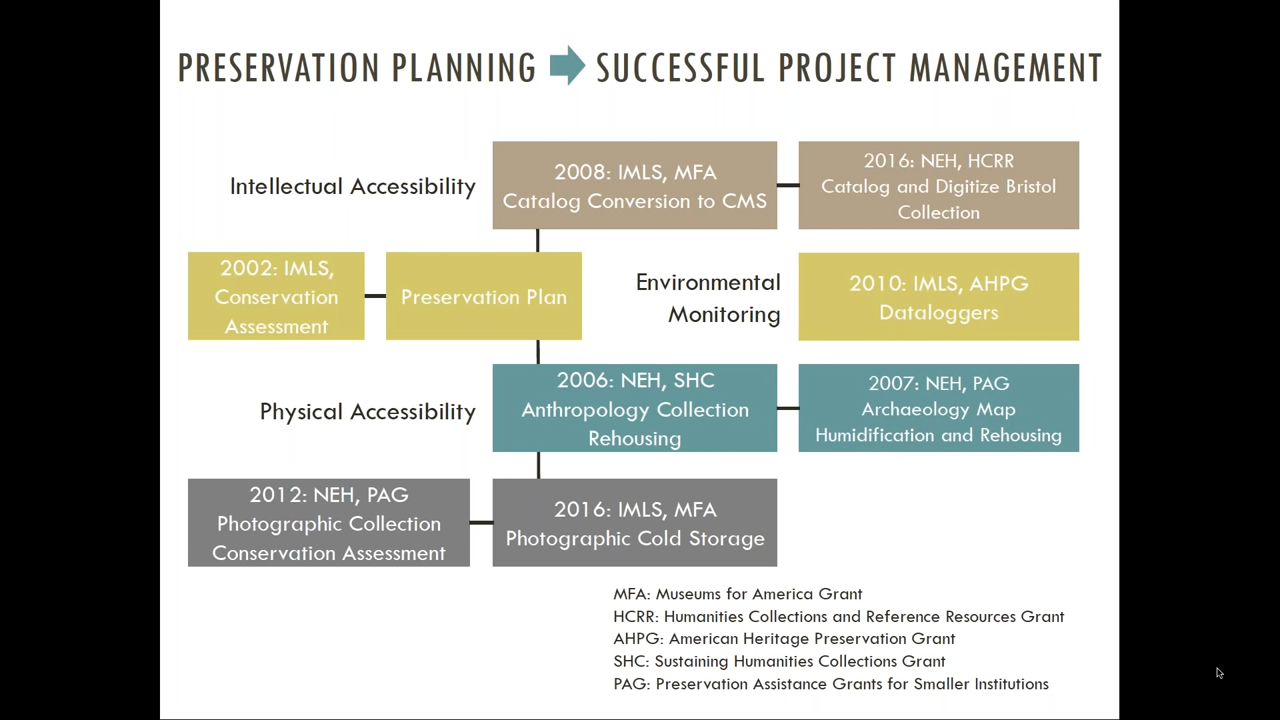 PRESERVATION PLANNING SUCCESSFUL PROJECT MANAGEMENT
Intellectual Accessibility
2008: IMLS, MFA
Catalog Conversion to CMS
2016: NEH, HCRR
Catalog and Digitize Bristol
Collection
2002: IMLS,
Conservation
Assessment
Preservation Plan
Environmental
Monitoring
2010: IMLS, AHPG
Dataloggers
Physical Accessibility
2006: NEH, SHC
Anthropology Collection
Rehousing
2007: NEH, PAG
Archaeology Map
Humidification and Rehousing
2012: NEH, PAG
Photographic Collection
Conservation Assessment
2016: IMLS, MFA
Photographic Cold Storage
MFA: Museums for America Grant
HCRR: Humanities Collections and Reference Resources Grant
AHPG: American Heritage Preservation Grant
SHC: Sustaining Humanities Collections Grant
PAG: Preservation Assistance Grants for Smaller Institutions